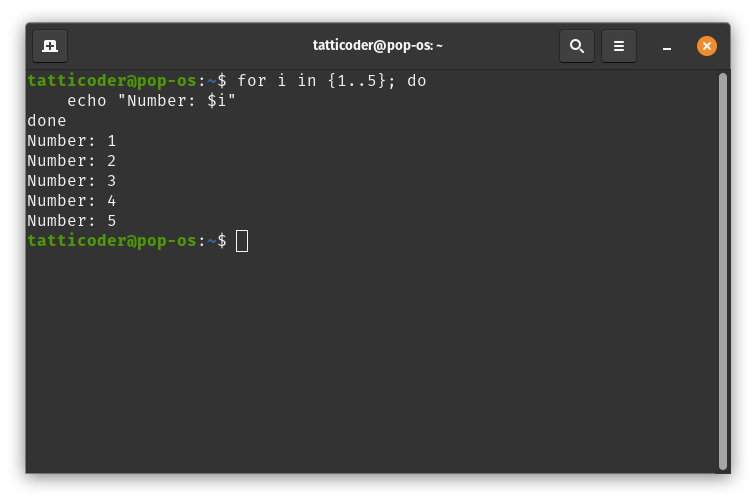 tatticoder@pop-os: ~
tatticoder@pop-os:~$ for i in {1..5}; do
    echo "Number: $i"
done
Number: 1
Number: 2
Number: 3
Number: 4
Number: 5
tatticoder@pop-os:~$